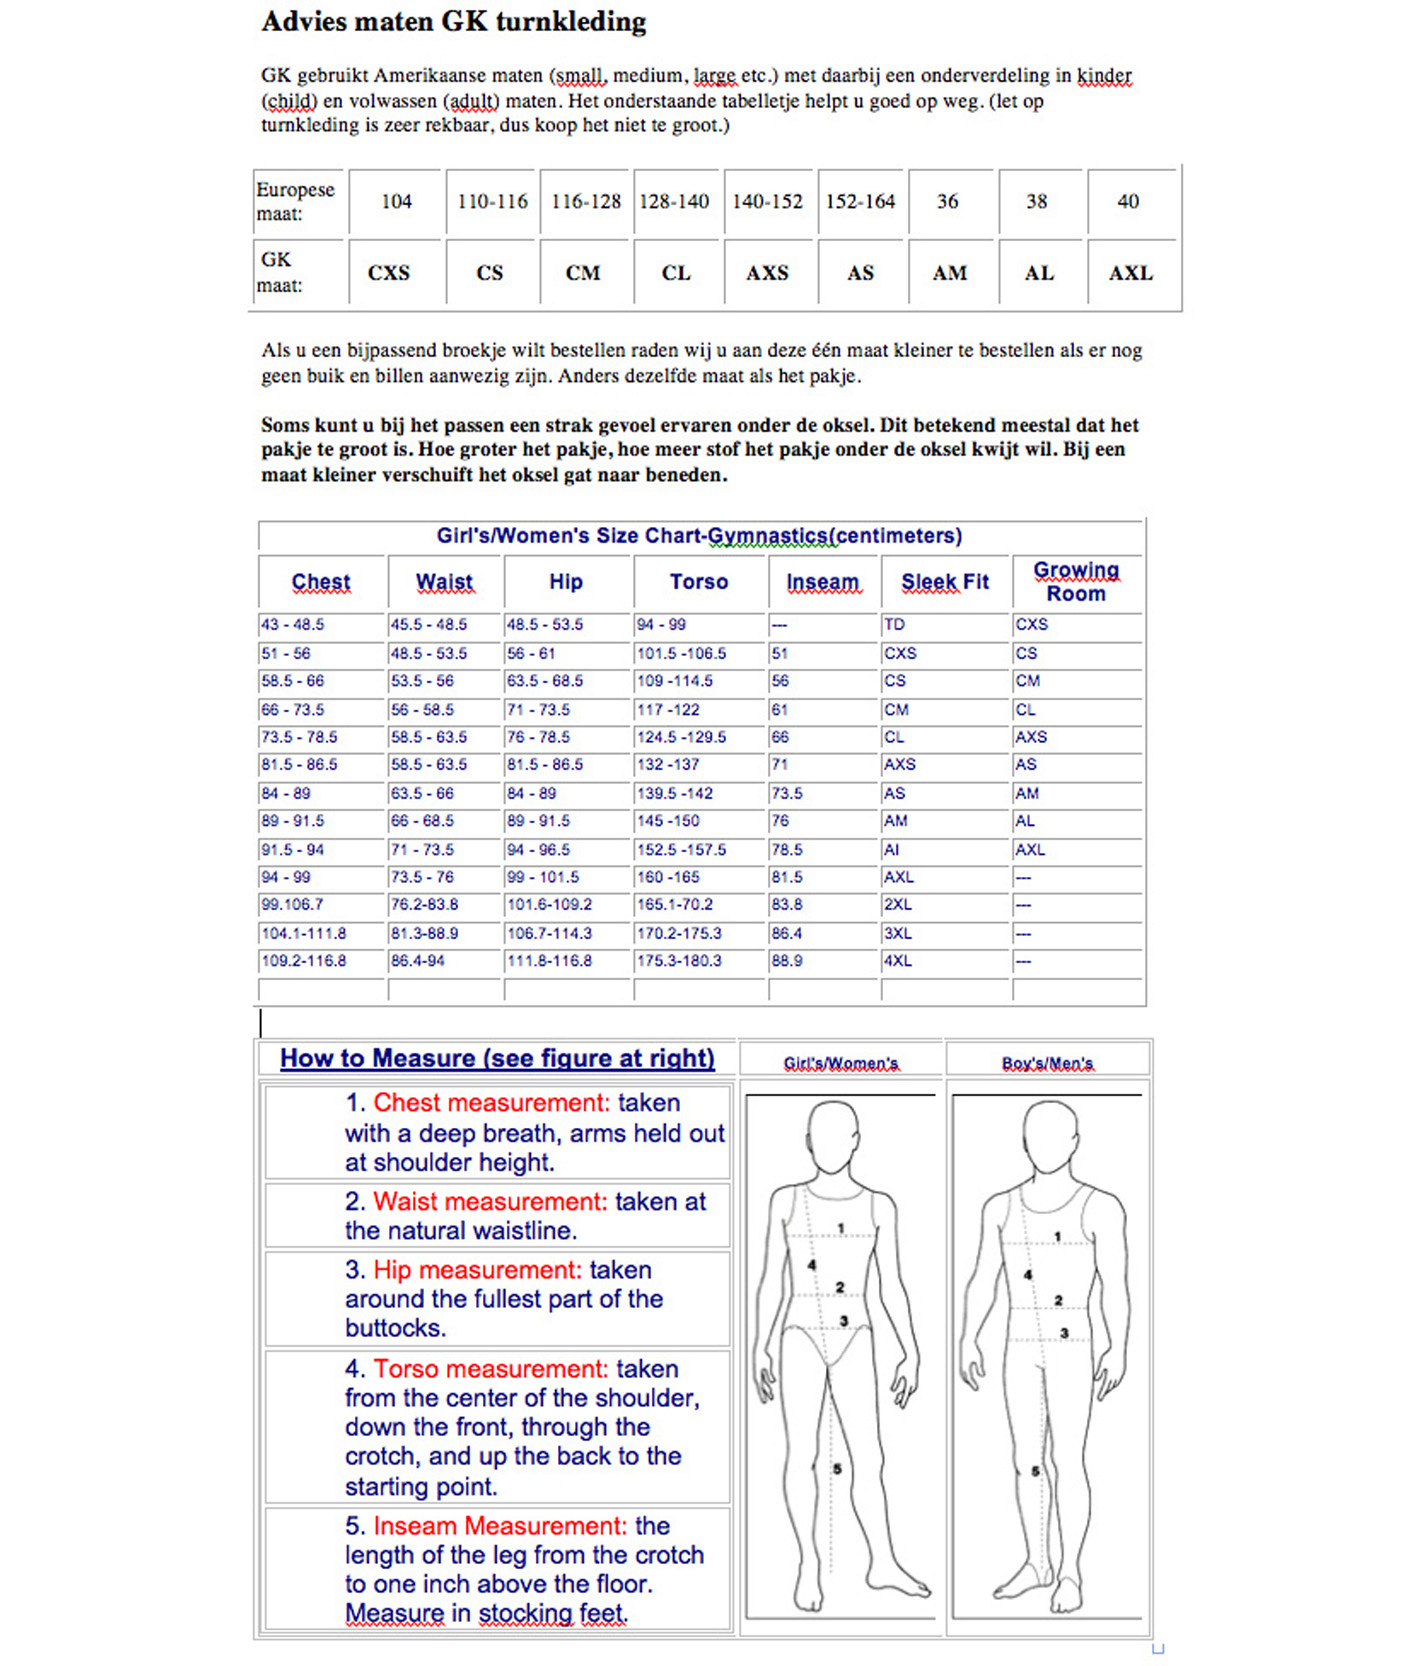 Advies maten GK turnkleding
GK gebruikt Amerikaanse maten (small, medium, large etc.) met daarbij een onderverdeling in kinder
(child) en volwassen (adult) maten. Het onderstaande tabelletje helpt u goed op weg. (let op
turnkleding is zeer rekbaar, dus koop het niet te groot.)
Europese maat: 104 110-116 116-128 128-140 140-152 152-164 36 38 40
GK maat: CXS CS CM CL AXS AS AM AL AXL
Als u een bijpassend broekje wilt bestellen raden wij u aan deze één maat kleiner te bestellen als er nog
geen buik en billen aanwezig zijn. Anders dezelfde maat als het pakje.
Soms kunt u bij het passen een strak gevoel ervaren onder de oksel. Dit betekend meestal dat het
pakje te groot is. Hoe groter het pakje, hoe meer stof het pakje onder de oksel kwijt wil. Bij een
maat kleiner verschuift het oksel gat naar beneden.
Girl's/Women's Size Chart-Gymnastics(centimeters)
Chest Waist Hip Torso Inseam Sleek Fit Growing Room
43 - 48.5 45.5 - 48.5 48.5 - 53.5 94 - 99 --- TD CXS
51 - 56 48.5 - 53.5 56 - 61 101.5 -106.5 51 CXS CS
58.5 - 66 53.5 - 56 63.5 - 68.5 109 -114.5 56 CS CM
66 - 73.5 56 - 58.5 71 - 73.5 117 -122 61 CM CL
73.5 - 78.5 58.5 - 63.5 76 - 78.5 124.5 -129.5 66 CL AXS
81.5 - 86.5 58.5 - 63.5 81.5 - 86.5 132 -137 71 AXS AS
84 - 89 63.5 - 66 84 - 89 139.5 -142 73.5 AS AM
89 - 91.5 66 - 68.5 89 - 91.5 145 -150 76 AM AL
91.5 - 94 71 - 73.5 94 - 96.5 152.5 -157.5 78.5 Al AXL
94 - 99 73.5 - 76 99 - 101.5 160 -165 81.5 AXL ---
99.106.7 76.2-83.8 101.6-109.2 165.1-70.2 83.8 2XL ---
104.1-111.8 81.3-88.9 106.7-114.3 170.2-175.3 86.4 3XL ---
109.2-116.8 86.4-94 111.8-116.8 175.3-180.3 88.9 4XL ---
How to Measure (see figure at right) Girl's/Women's Boy's/Men's
1. Chest measurement: taken
with a deep breath, arms held out
at shoulder height.
2. Waist measurement: taken at
the natural waistline.
3. Hip measurement: taken
around the fullest part of the
buttocks.
4. Torso measurement: taken
from the center of the shoulder,
down the front, through the
crotch, and up the back to the
starting point.
5. Inseam Measurement: the
length of the leg from the crotch
to one inch above the floor.
Measure in stocking feet.
1
4
2
3
5
1
4
2
3
5